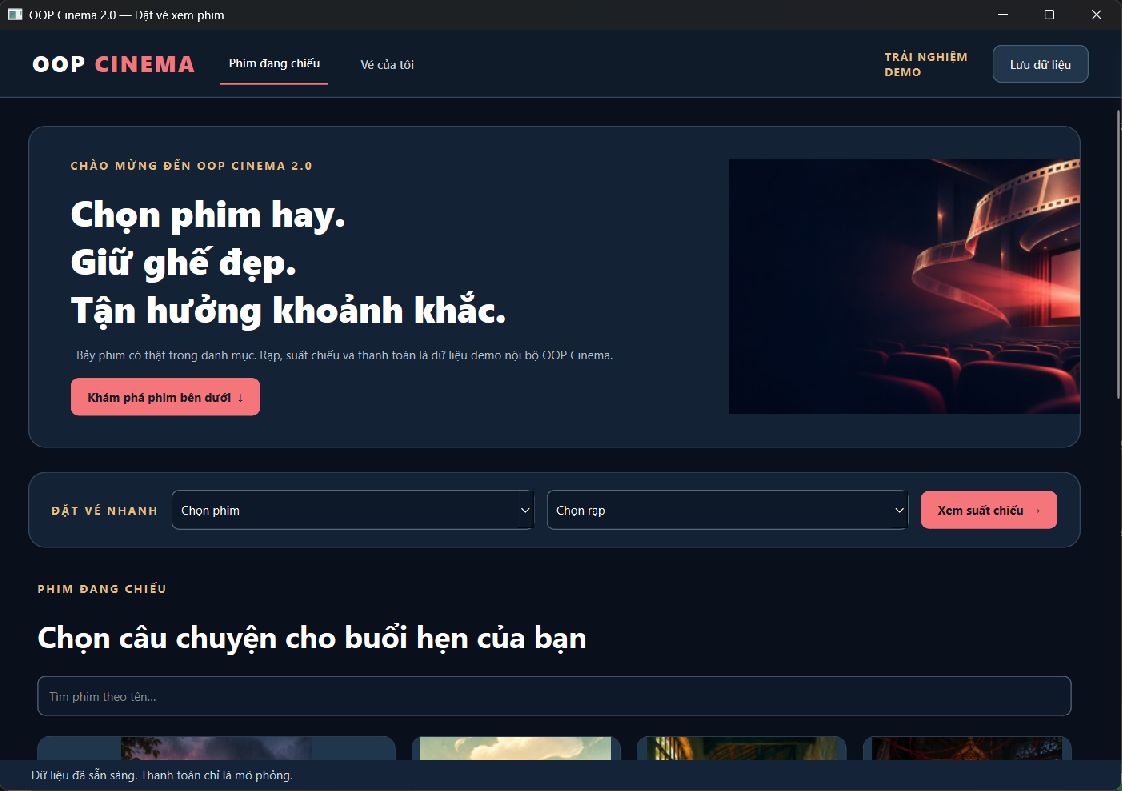 OOP Cinema 2.0 — Đặt vé xem phim
OOP CINEMA
Phim đang chiếu
Vé của tôi
TRẢI NGHIỆM
DEMO
Lưu dữ liệu
CHÀO MỪNG ĐẾN OOP CINEMA 2.0
Chọn phim hay.
Giữ ghế đẹp.
Tận hưởng khoảnh khắc.
Bảy phim có thật trong danh mục. Rạp, suất chiếu và thanh toán là dữ liệu demo nội bộ OOP Cinema.
Khám phá phim bên dưới ↓
ĐẶT VÉ NHANH
Chọn phim
Chọn rạp
Xem suất chiếu →
PHIM ĐANG CHIẾU
Chọn câu chuyện cho buổi hẹn của bạn
Tìm phim theo tên...
Dữ liệu đã sẵn sàng. Thanh toán chỉ là mô phỏng.